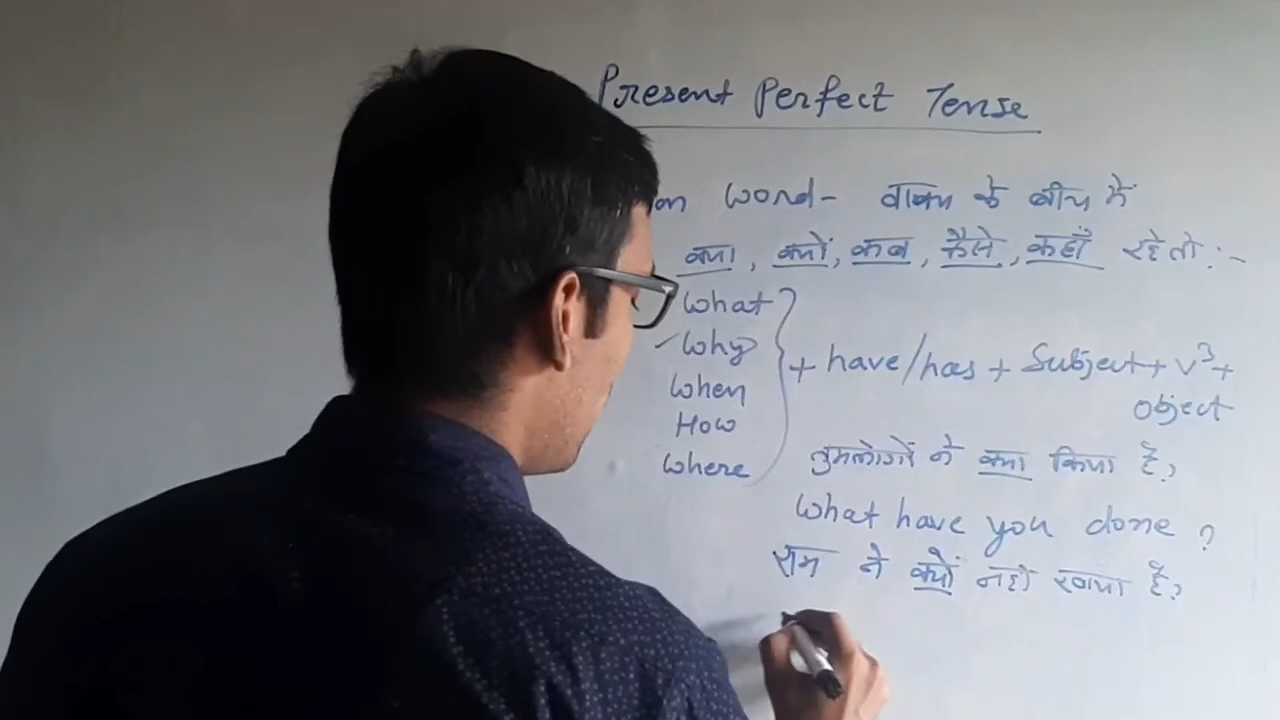 Present Perfect Tense
on word- वाक्य के बीच में
क्या, क्यों, कब, कैसे, कहाँ रहे तो:-
What
Why
+ have/has + Subject + V³ +
When
Object
How
Where
तुमलोगों ने क्या किया है?
What have you done?
राम ने क्यों नहीं खाया है?